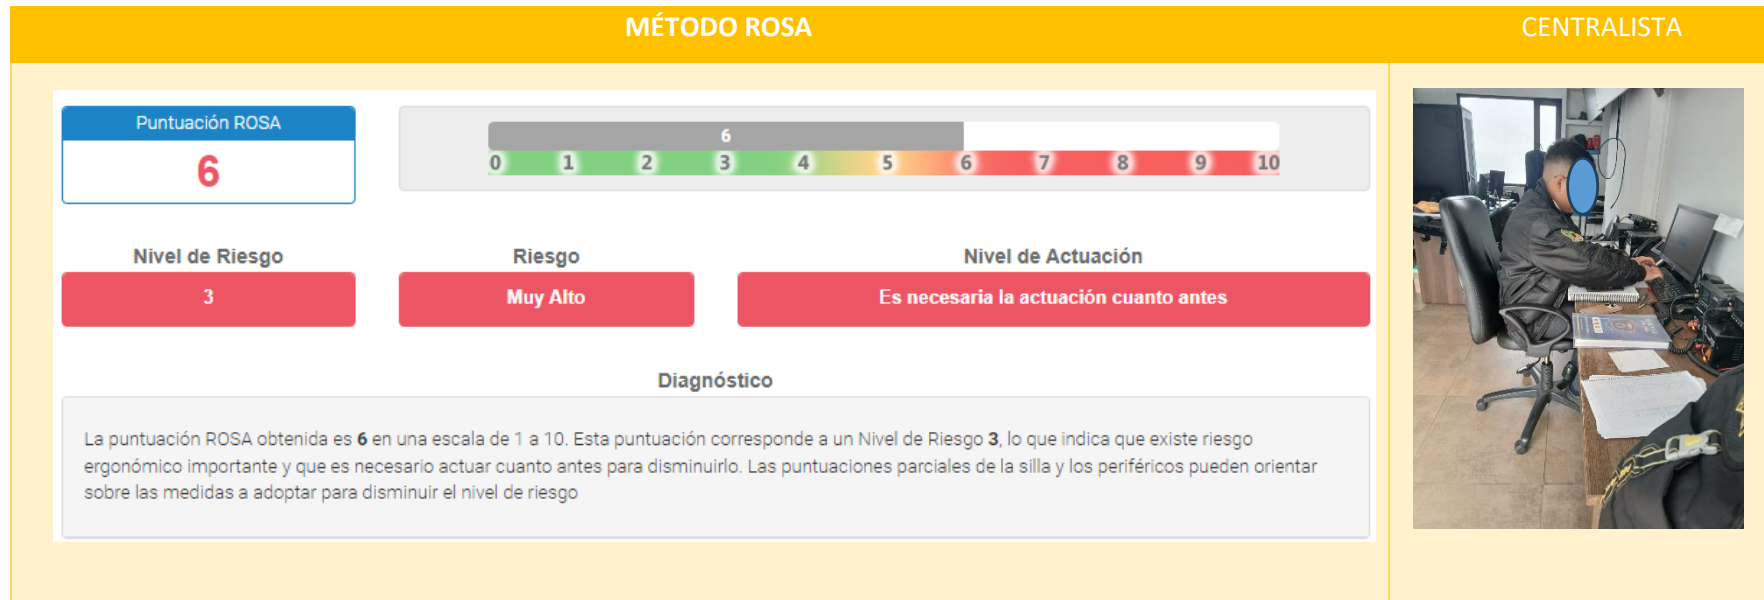 MÉTODO ROSA
CENTRALISTA
Puntuación ROSA
6
6
0 1 2 3 4 5 6 7 8 9 10
Nivel de Riesgo
3
Riesgo
Muy Alto
Nivel de Actuación
Es necesaria la actuación cuanto antes
Diagnóstico
La puntuación ROSA obtenida es 6 en una escala de 1 a 10. Esta puntuación corresponde a un Nivel de Riesgo 3, lo que indica que existe riesgo
ergonómico importante y que es necesario actuar cuanto antes para disminuirlo. Las puntuaciones parciales de la silla y los periféricos pueden orientar
sobre las medidas a adoptar para disminuir el nivel de riesgo